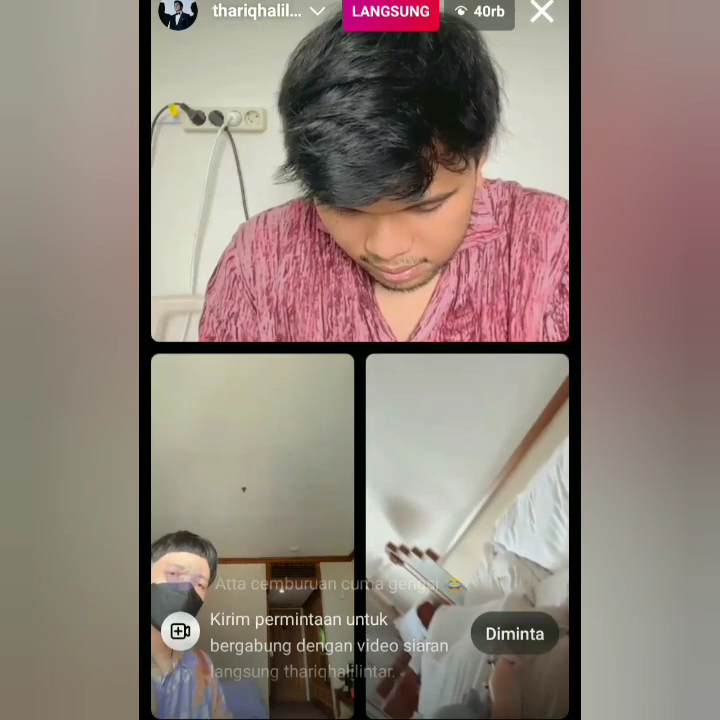 thariqhalil... LANGSUNG 40rb
Atta cemburuan cuma gengsi 😂
Kirim permintaan untuk
bergabung dengan video siaran
langsung thariqhalilintar.
Diminta